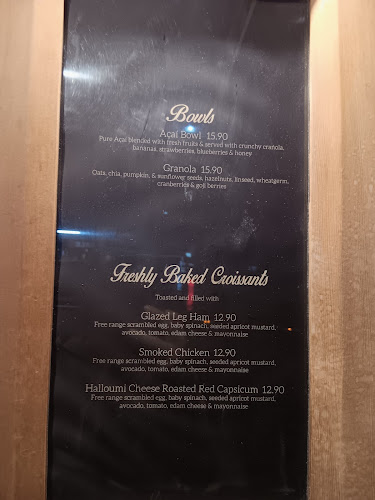 Bowls
Açaí Bowl 15.90
Pure Açaí blended with fresh fruits & served with crunchy granola,
bananas, strawberries, blueberries & honey
Granola 15.90
Oats, chia, pumpkin, & sunflower seeds, hazelnuts, linseed, wheatgerm,
cranberries & goji berries
Freshly Baked Croissants
Toasted and filled with
Glazed Leg Ham 12.90
Free range scrambled egg, baby spinach, seeded apricot mustard,
avocado, tomato, edam cheese & mayonnaise
Smoked Chicken 12.90
Free range scrambled egg, baby spinach, seeded apricot mustard,
avocado, tomato, edam cheese & mayonnaise
Halloumi Cheese Roasted Red Capsicum 12.90
Free range scrambled egg, baby spinach, seeded apricot mustard,
avocado, tomato, edam cheese & mayonnaise